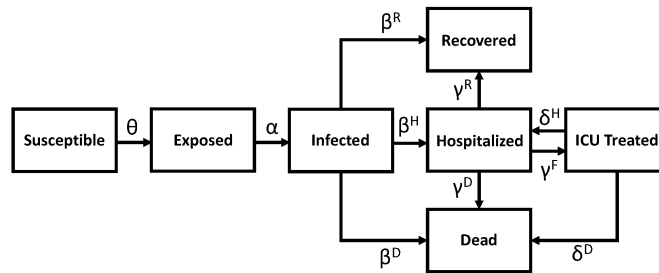 β^R
Recovered
γ^R
Susceptible
θ
Exposed
α
Infected
β^H
Hospitalized
δ^H
γ^F
ICU Treated
γ^D
β^D
Dead
δ^D